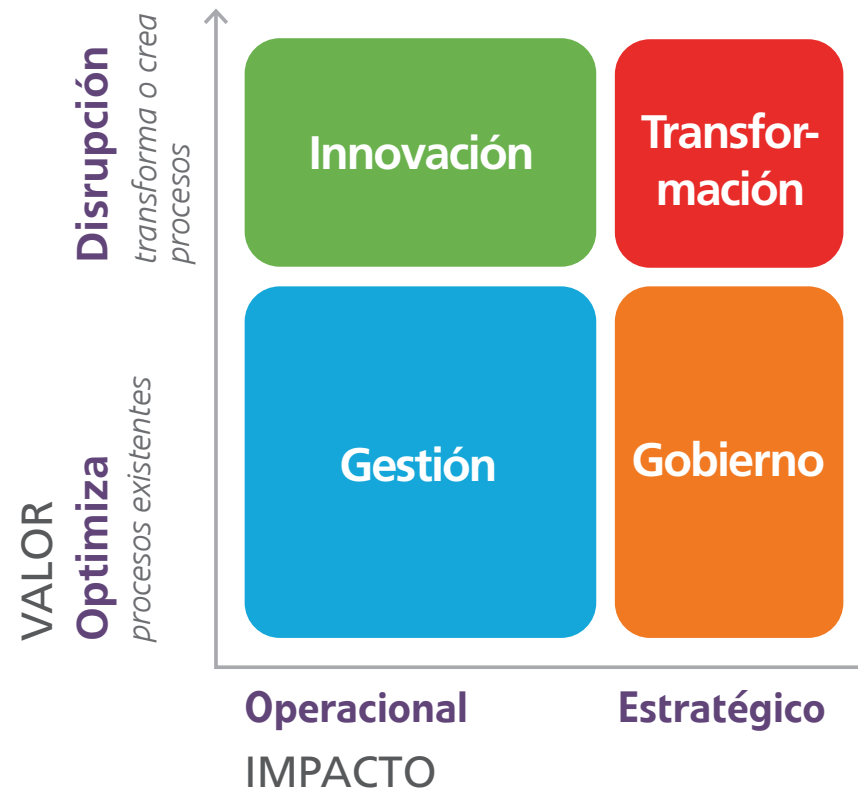 Disrupción
transforma o crea
procesos
Innovación
Transfor-
mación
VALOR
Optimiza
procesos existentes
Gestión
Gobierno
Operacional
Estratégico
IMPACTO